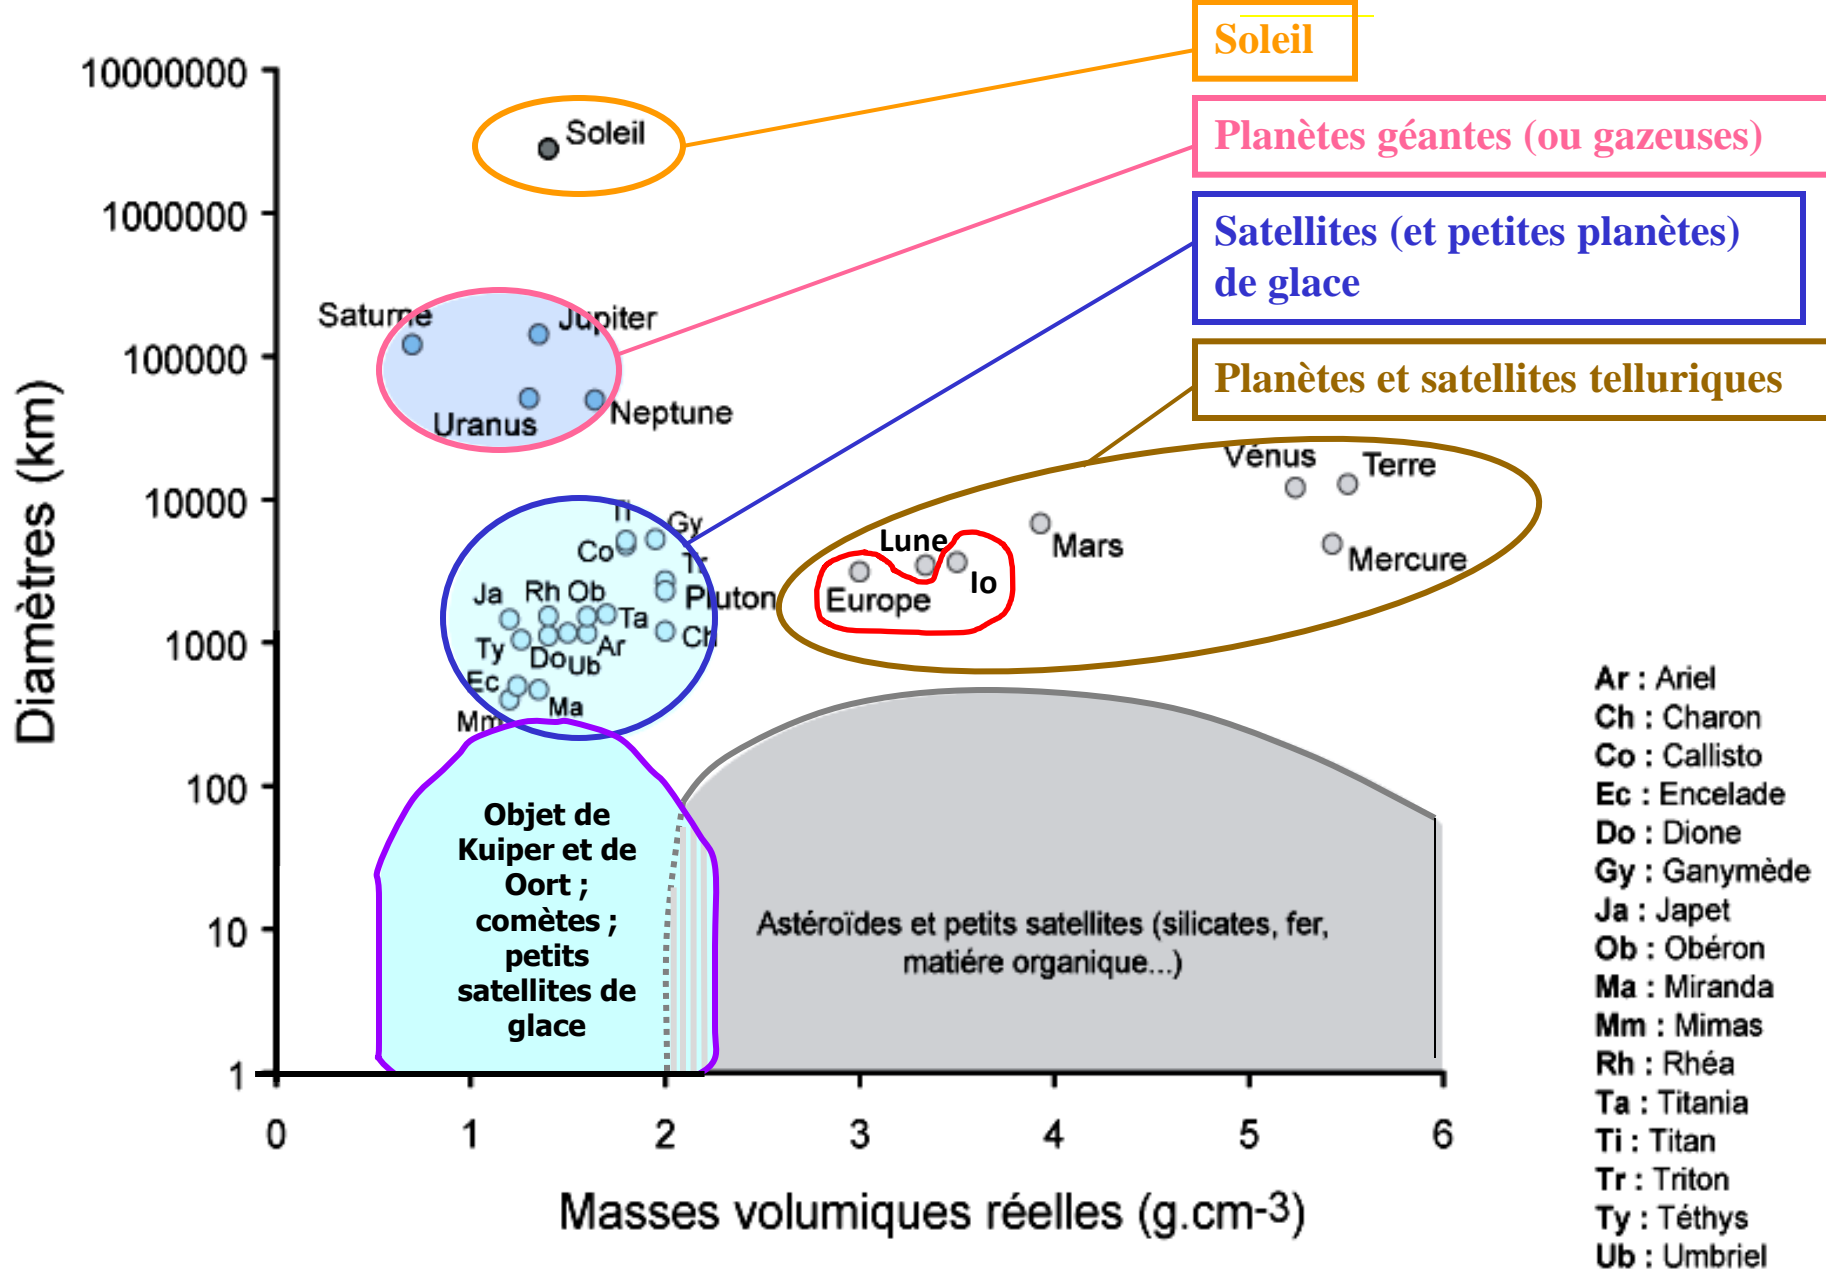 Soleil
Planètes géantes (ou gazeuses)
Satellites (et petites planètes)
de glace
Planètes et satellites telluriques
Diamètres (km)
10000000
1000000
100000
10000
1000
100
10
1
Soleil
Saturne
Jupiter
Uranus
Neptune
Ti
Gy
Co
Tr
Pluton
Ja
Rh
Ob
Ta
Ch
Ty
Do
Ub
Ar
Ec
Ma
Mm
Vénus
Terre
Mars
Mercure
Lune
Io
Europe
Objet de
Kuiper et de
Oort ;
comètes ;
petits
satellites de
glace
Astéroïdes et petits satellites (silicates, fer,
matiére organique...)
0
1
2
3
4
5
6
Masses volumiques réelles (g.cm-3)
Ar : Ariel
Ch : Charon
Co : Callisto
Ec : Encelade
Do : Dione
Gy : Ganymède
Ja : Japet
Ob : Obéron
Ma : Miranda
Mm : Mimas
Rh : Rhéa
Ta : Titania
Ti : Titan
Tr : Triton
Ty : Téthys
Ub : Umbriel